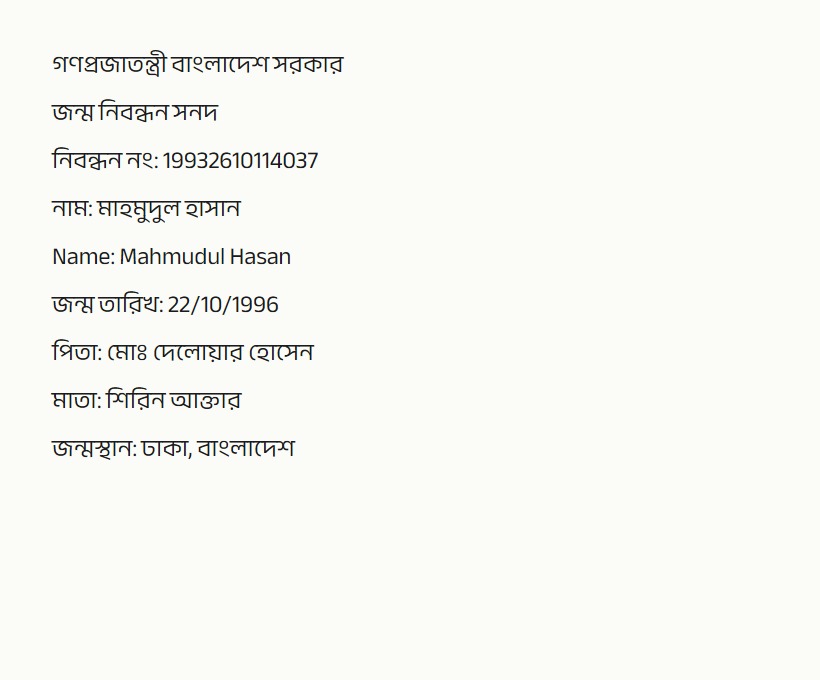 গণপ্রজাতন্ত্রী বাংলাদেশ সরকার
জন্ম নিবন্ধন সনদ
নিবন্ধন নং: 19932610114037
নাম: মাহমুদুল হাসান
Name: Mahmudul Hasan
জন্ম তারিখ: 22/10/1996
পিতা: মোঃ দেলোয়ার হোসেন
মাতা: শিরিন আক্তার
জন্মস্থান: ঢাকা, বাংলাদেশ